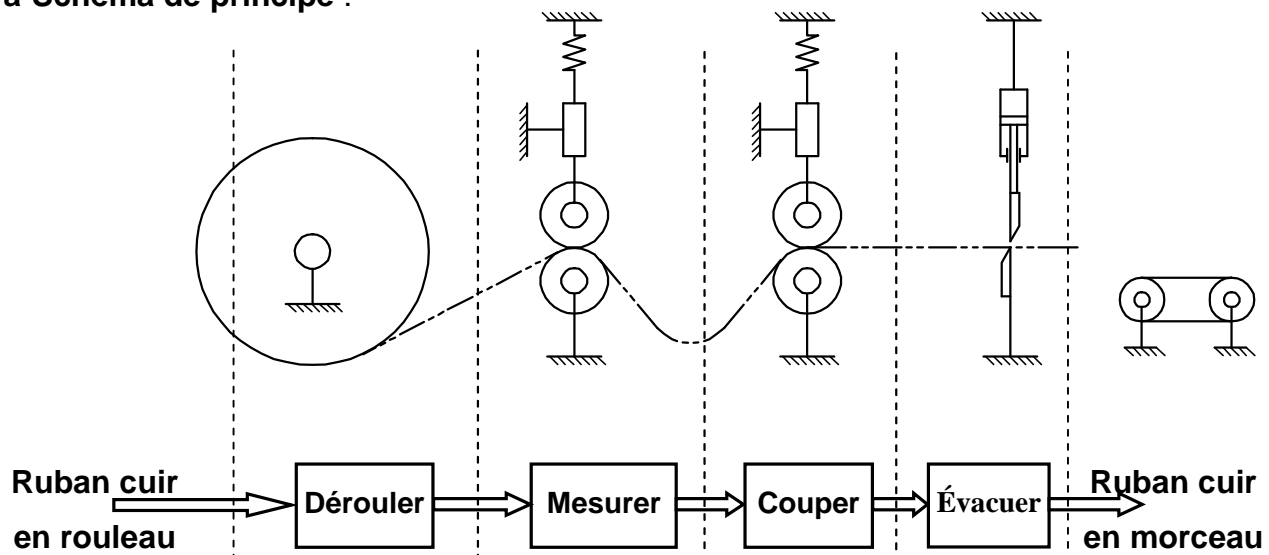 a Schéma de principe :
Ruban cuir
en rouleau
Dérouler
Mesurer
Couper
Évacuer
Ruban cuir
en morceau